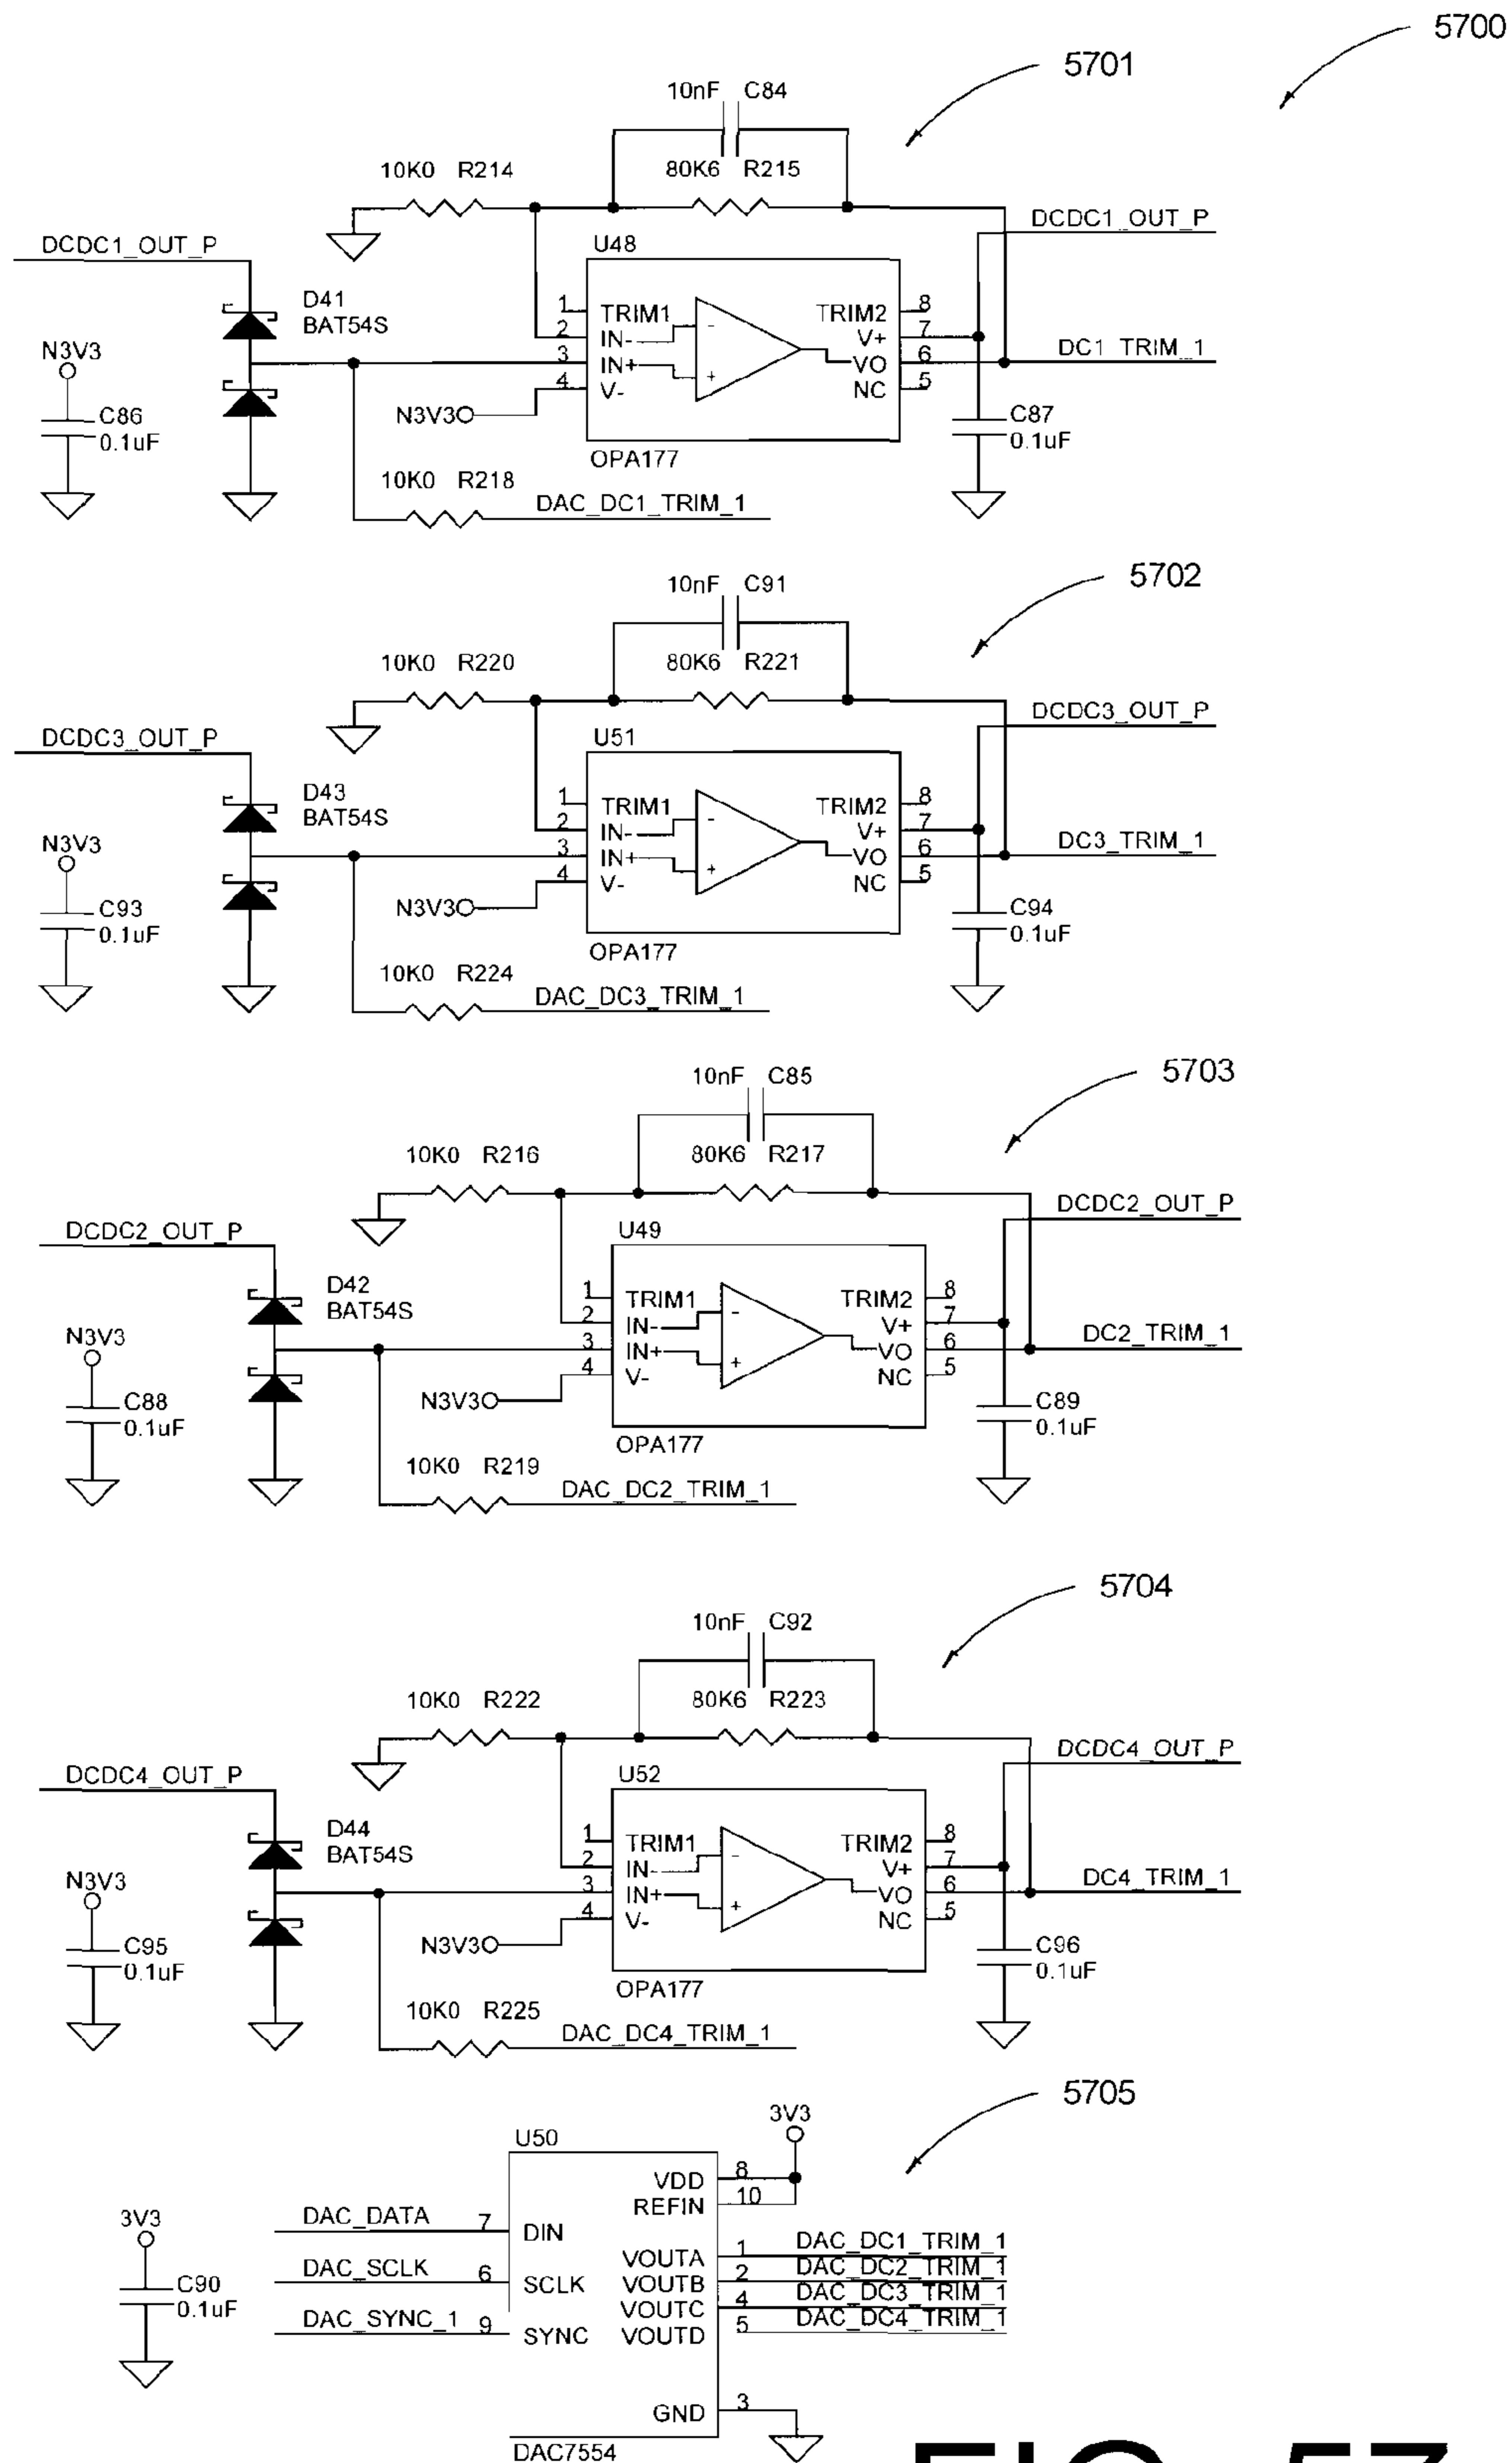 5700
5701
10nF C84
10K0 R214
80K6 R215
DCDC1_OUT_P
DCDC1_OUT_P
U48
D41
BAT54S
1 TRIM1
TRIM2 8
2 IN-
V+ 7
3 IN+
VO 6
4 V-
NC 5
-
+
DC1_TRIM_1
N3V3
N3V3
C86
0.1uF
C87
0.1uF
OPA177
10K0 R218
DAC_DC1_TRIM_1
5702
10nF C91
10K0 R220
80K6 R221
DCDC3_OUT_P
DCDC3_OUT_P
U51
D43
BAT54S
1 TRIM1
TRIM2 8
2 IN-
V+ 7
3 IN+
VO 6
4 V-
NC 5
-
+
DC3_TRIM_1
N3V3
N3V3
C93
0.1uF
C94
0.1uF
OPA177
10K0 R224
DAC_DC3_TRIM_1
5703
10nF C85
10K0 R216
80K6 R217
DCDC2_OUT_P
DCDC2_OUT_P
U49
D42
BAT54S
1 TRIM1
TRIM2 8
2 IN-
V+ 7
3 IN+
VO 6
4 V-
NC 5
-
+
DC2_TRIM_1
N3V3
N3V3
C88
0.1uF
C89
0.1uF
OPA177
10K0 R219
DAC_DC2_TRIM_1
5704
10nF C92
10K0 R222
80K6 R223
DCDC4_OUT_P
DCDC4_OUT_P
U52
D44
BAT54S
1 TRIM1
TRIM2 8
2 IN-
V+ 7
3 IN+
VO 6
4 V-
NC 5
-
+
DC4_TRIM_1
N3V3
N3V3
C95
0.1uF
C96
0.1uF
OPA177
10K0 R225
DAC_DC4_TRIM_1
5705
3V3
U50
VDD 8
REFIN 10
3V3
DAC_DATA 7 DIN
DAC_SCLK 6 SCLK
DAC_SYNC_1 9 SYNC
VOUTA 1 DAC_DC1_TRIM_1
VOUTB 2 DAC_DC2_TRIM_1
VOUTC 4 DAC_DC3_TRIM_1
VOUTD 5 DAC_DC4_TRIM_1
C90
0.1uF
GND 3
DAC7554
FIG. 57